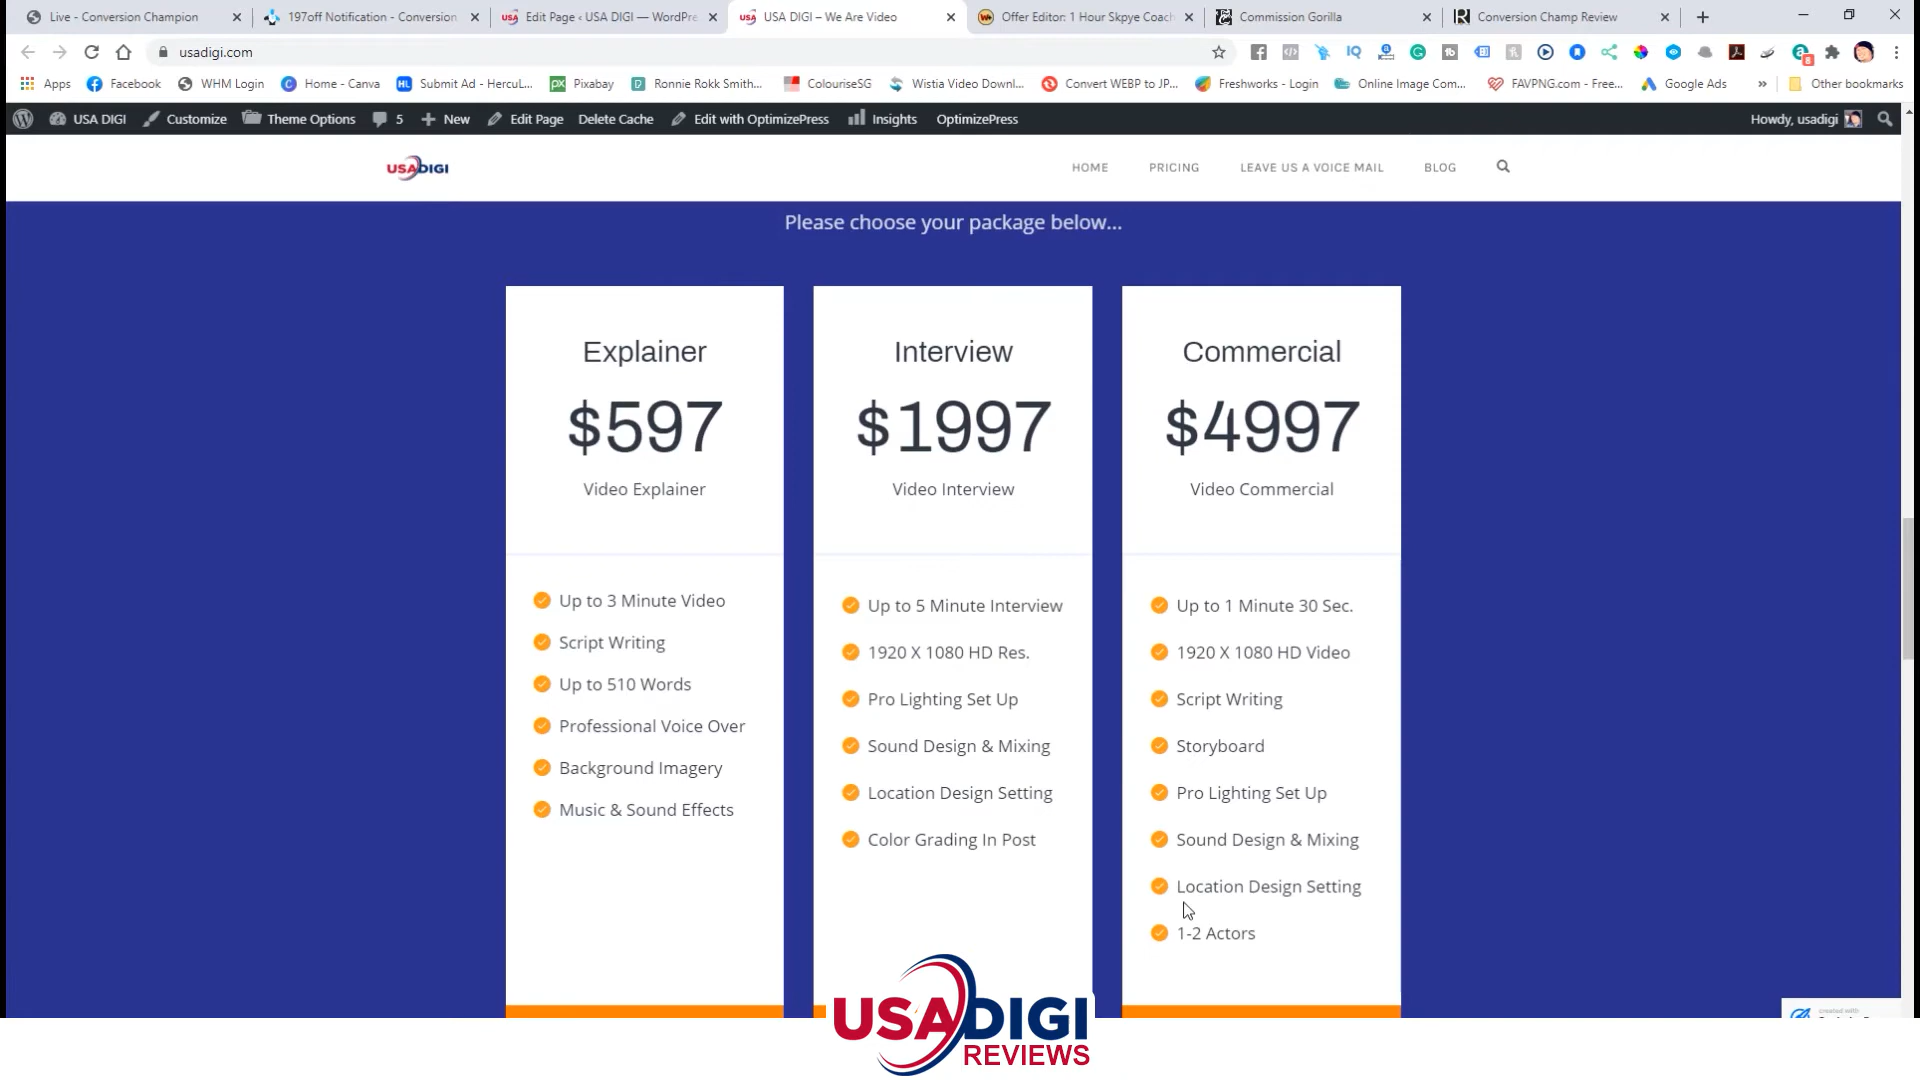 Live - Conversion Champion
197off Notification - Conversion
Edit Page ‹ USA DIGI — WordPre
USA DIGI – We Are Video
Offer Editor: 1 Hour Skpye Coach
Commission Gorilla
Conversion Champ Review
usadigi.com
Apps
Facebook
WHM Login
Home - Canva
Submit Ad - HercuL...
Pixabay
Ronnie Rokk Smith...
ColouriseSG
Wistia Video Downl...
Convert WEBP to JP...
Freshworks - Login
Online Image Com...
FAVPNG.com - Free...
Google Ads
»
Other bookmarks
USA DIGI
Customize
Theme Options
5
New
Edit Page
Delete Cache
Edit with OptimizePress
Insights
OptimizePress
Howdy, usadigi
USADIGI
HOME
PRICING
LEAVE US A VOICE MAIL
BLOG
Please choose your package below...
Explainer
$597
Video Explainer
Up to 3 Minute Video
Script Writing
Up to 510 Words
Professional Voice Over
Background Imagery
Music & Sound Effects
Interview
$1997
Video Interview
Up to 5 Minute Interview
1920 X 1080 HD Res.
Pro Lighting Set Up
Sound Design & Mixing
Location Design Setting
Color Grading In Post
Commercial
$4997
Video Commercial
Up to 1 Minute 30 Sec.
1920 X 1080 HD Video
Script Writing
Storyboard
Pro Lighting Set Up
Sound Design & Mixing
Location Design Setting
1-2 Actors
created with
USADIGI
REVIEWS